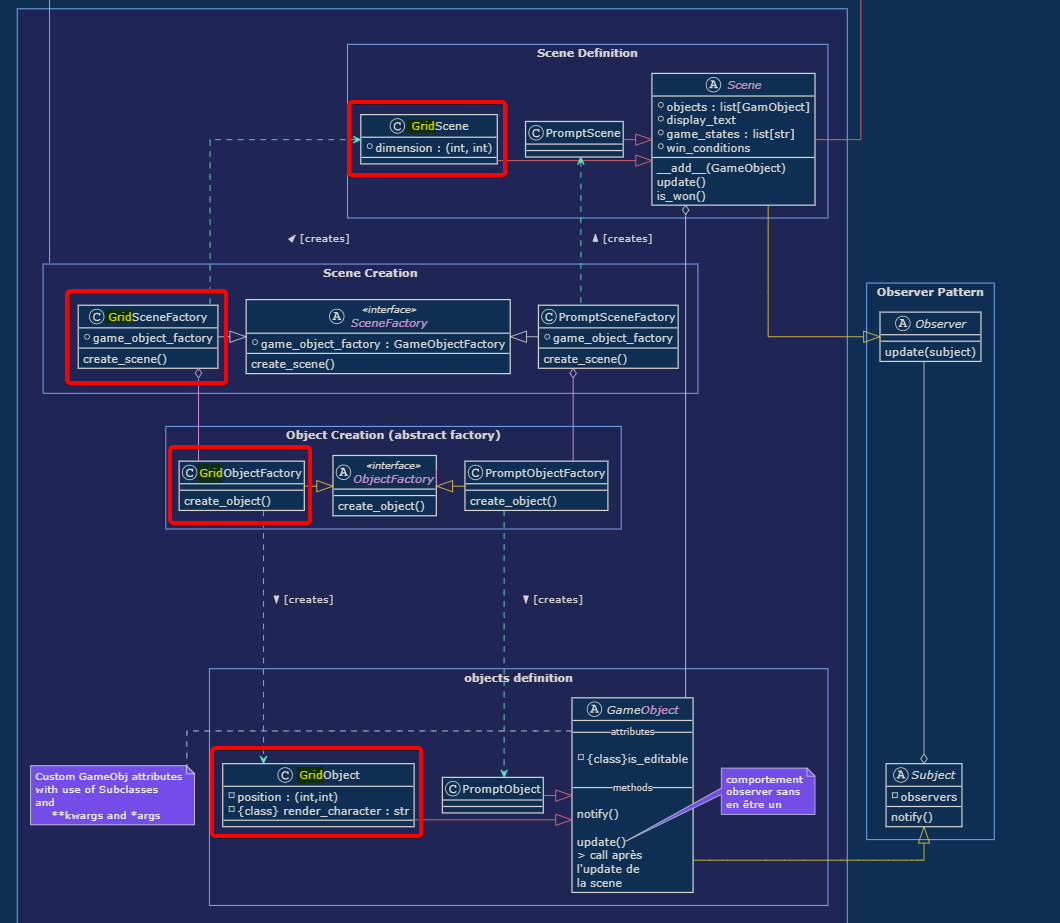 Scene Definition
A Scene
objects : list[GamObject]
display_text
game_states : list[str]
win_conditions
__add__(GameObject)
update()
is_won()
C GridScene
dimension : (int, int)
C PromptScene
[creates]
[creates]
Scene Creation
C GridSceneFactory
game_object_factory
create_scene()
A «interface»
SceneFactory
game_object_factory : GameObjectFactory
create_scene()
C PromptSceneFactory
game_object_factory
create_scene()
Observer Pattern
A Observer
update(subject)
Object Creation (abstract factory)
C GridObjectFactory
create_object()
A «interface»
ObjectFactory
create_object()
C PromptObjectFactory
create_object()
[creates]
[creates]
objects definition
A GameObject
attributes
{class}is_editable
methods
notify()
update()
> call après
l'update de
la scene
C GridObject
position : (int,int)
{class} render_character : str
C PromptObject
Custom GameObj attributes
with use of Subclasses
and
**kwargs and *args
comportement
observer sans
en être un
A Subject
observers
notify()